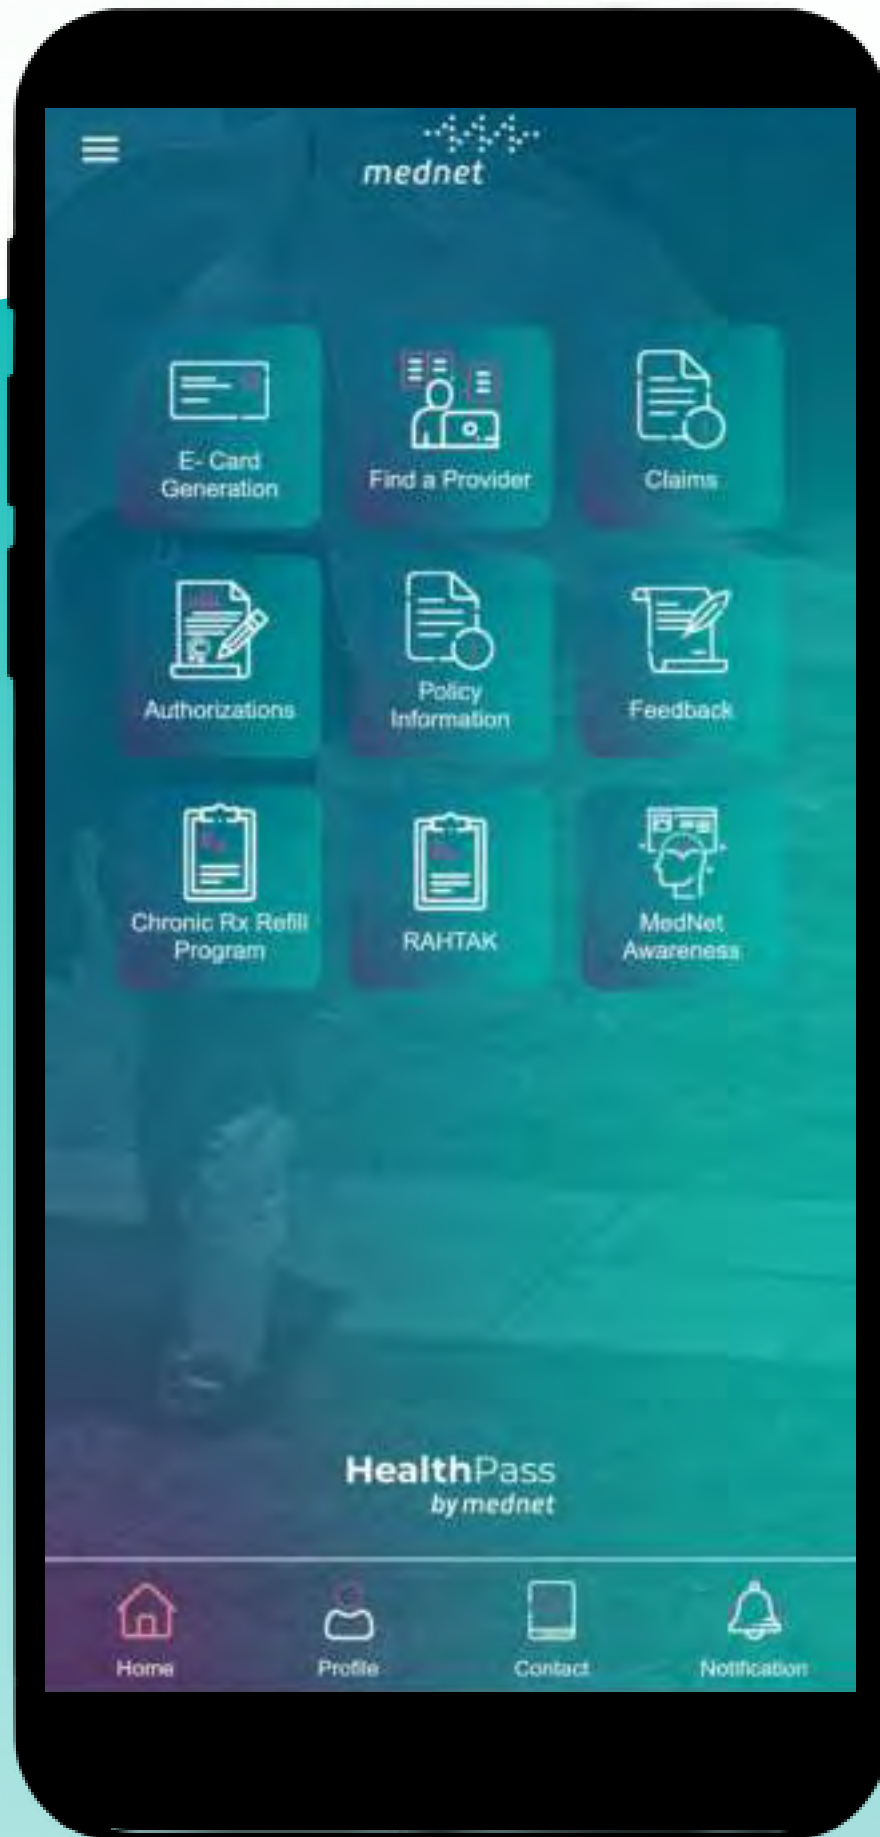 mednet
E- Card
Generation
Find a Provider
Claims
Authorizations
Policy
Information
Feedback
Chronic Rx Refill
Program
RAHTAK
MedNet
Awareness
HealthPass
by mednet
Home
Profile
Contact
Notification